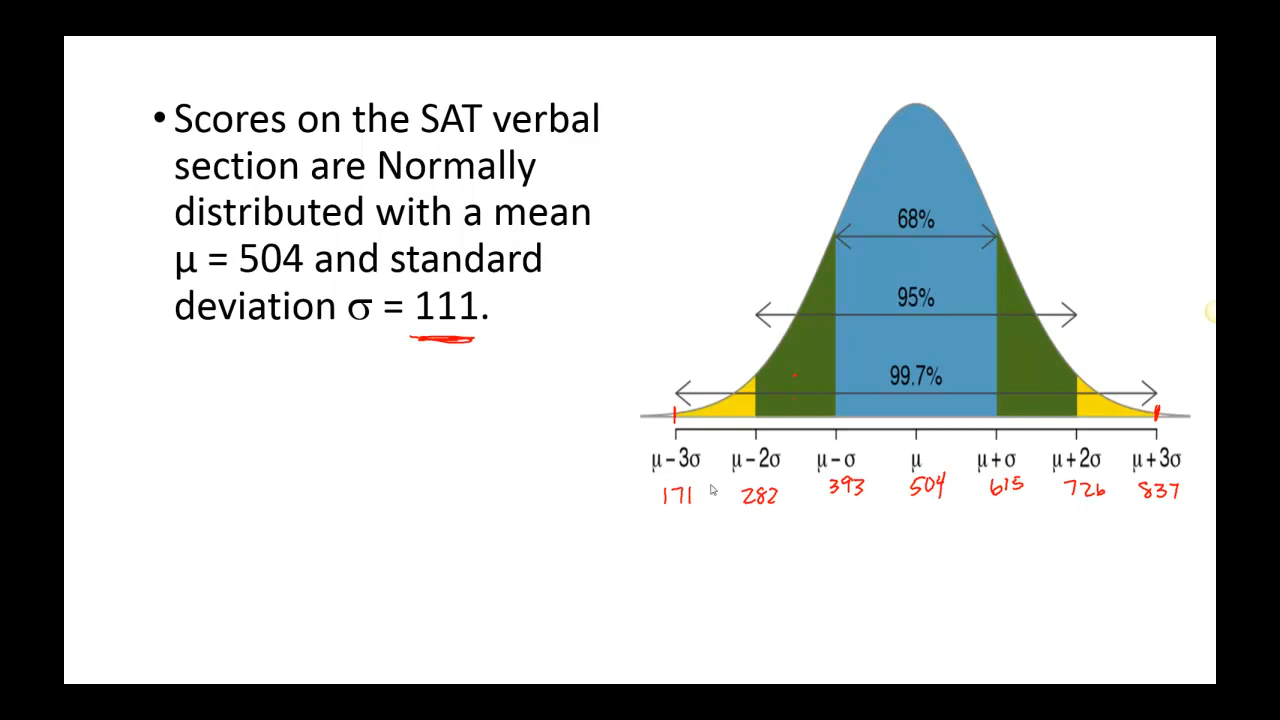 • Scores on the SAT verbal
section are Normally
distributed with a mean
µ = 504 and standard
deviation σ = 111.
68%
95%
99.7%
μ – 3σ μ – 2σ μ – σ μ μ + σ μ + 2σ μ + 3σ
171 282 393 504 615 726 837